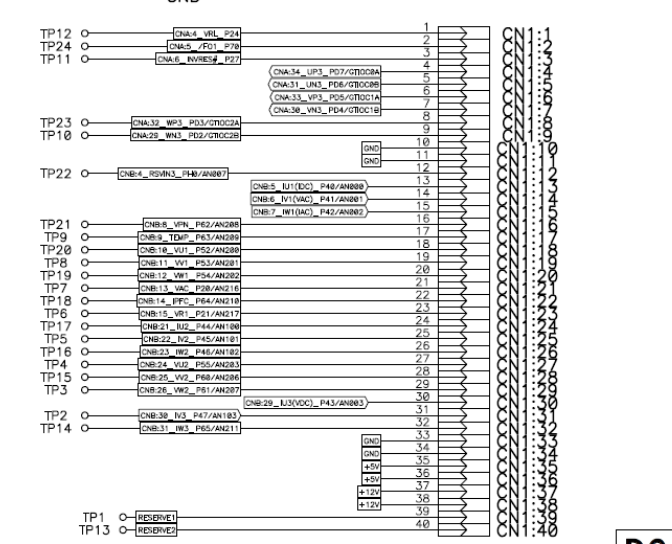 GND
TP12 CNA:4_VRL_P24 1 CN1:1
TP24 CNA:5_/FO1_P70 2 CN1:2
TP11 CNA:6_INVRES#_P27 3 CN1:3
CNA:34_UP3_PD7/GTIOC0A 4 CN1:4
CNA:31_UN3_PD6/GTIOC0B 5 CN1:5
CNA:33_VP3_PD5/GTIOC1A 6 CN1:6
CNA:30_VN3_PD4/GTIOC1B 7 CN1:7
TP23 CNA:32_WP3_PD3/GTIOC2A 8 CN1:8
TP10 CNA:29_WN3_PD2/GTIOC2B 9 CN1:9
GND 10 CN1:10
GND 11 CN1:11
TP22 CNB:4_RSVIN3_PH0/AN007 12 CN1:12
CNB:5_IU1(IDC)_P40/AN000 13 CN1:13
CNB:6_IV1(VAC)_P41/AN001 14 CN1:14
CNB:7_IW1(IAC)_P42/AN002 15 CN1:15
TP21 CNB:8_VPN_P62/AN208 16 CN1:16
TP9 CNB:9_TEMP_P63/AN209 17 CN1:17
TP20 CNB:10_VU1_P52/AN200 18 CN1:18
TP8 CNB:11_VV1_P53/AN201 19 CN1:19
TP19 CNB:12_VW1_P54/AN202 20 CN1:20
TP7 CNB:13_VAC_P20/AN216 21 CN1:21
TP18 CNB:14_IPFC_P64/AN210 22 CN1:22
TP6 CNB:15_VR1_P21/AN217 23 CN1:23
TP17 CNB:21_IU2_P44/AN100 24 CN1:24
TP5 CNB:22_IV2_P45/AN101 25 CN1:25
TP16 CNB:23_IW2_P46/AN102 26 CN1:26
TP4 CNB:24_VU2_P55/AN203 27 CN1:27
TP15 CNB:25_VV2_P60/AN206 28 CN1:28
TP3 CNB:26_VW2_P61/AN207 29 CN1:29
CNB:29_IU3(VDC)_P43/AN003 30 CN1:30
TP2 CNB:30_IV3_P47/AN103 31 CN1:31
TP14 CNB:31_IW3_P65/AN211 32 CN1:32
GND 33 CN1:33
GND 34 CN1:34
+5V 35 CN1:35
+5V 36 CN1:36
+12V 37 CN1:37
+12V 38 CN1:38
TP1 RESERVE1 39 CN1:39
TP13 RESERVE2 40 CN1:40